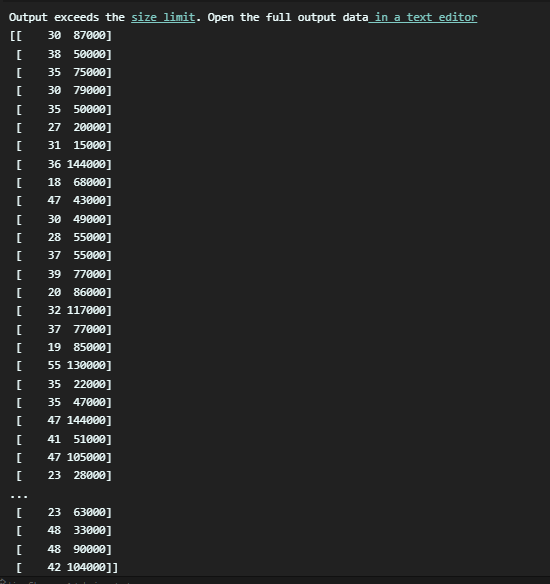 Output exceeds the size limit. Open the full output data in a text editor
[[    30  87000]
 [    38  50000]
 [    35  75000]
 [    30  79000]
 [    35  50000]
 [    27  20000]
 [    31  15000]
 [    36 144000]
 [    18  68000]
 [    47  43000]
 [    30  49000]
 [    28  55000]
 [    37  55000]
 [    39  77000]
 [    20  86000]
 [    32 117000]
 [    37  77000]
 [    19  85000]
 [    55 130000]
 [    35  22000]
 [    35  47000]
 [    47 144000]
 [    41  51000]
 [    47 105000]
 [    23  28000]
...
 [    23  63000]
 [    48  33000]
 [    48  90000]
 [    42 104000]]